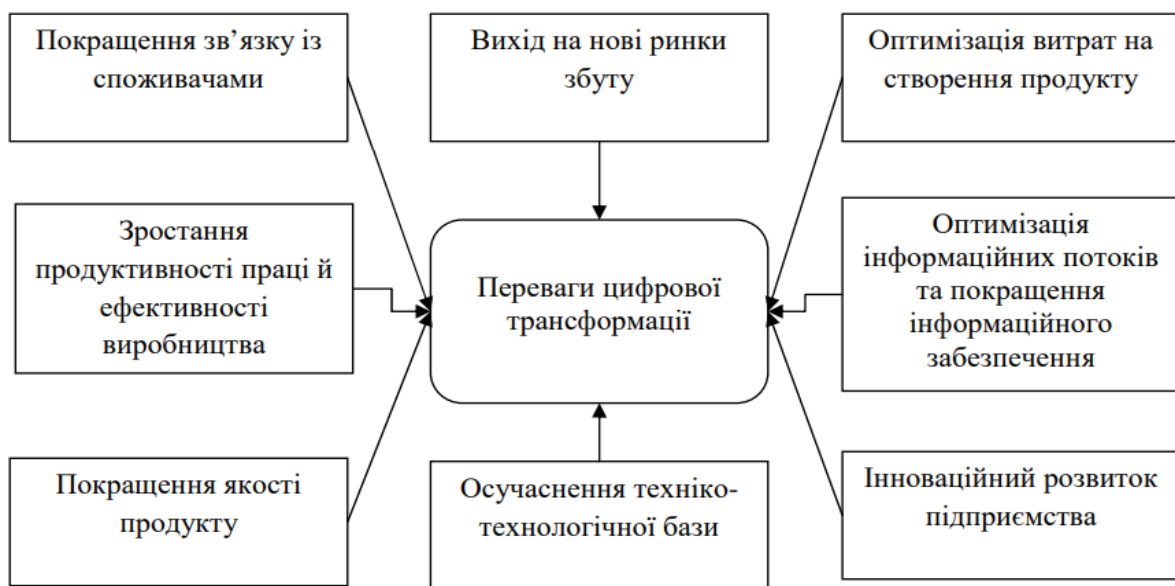 Покращення зв’язку із
споживачами
Вихід на нові ринки
збуту
Оптимізація витрат на
створення продукту
Зростання
продуктивності праці й
ефективності
виробництва
Переваги цифрової
трансформації
Оптимізація
інформаційних потоків
та покращення
інформаційного
забезпечення
Покращення якості
продукту
Осучаснення техніко-
технологічної бази
Інноваційний розвиток
підприємства